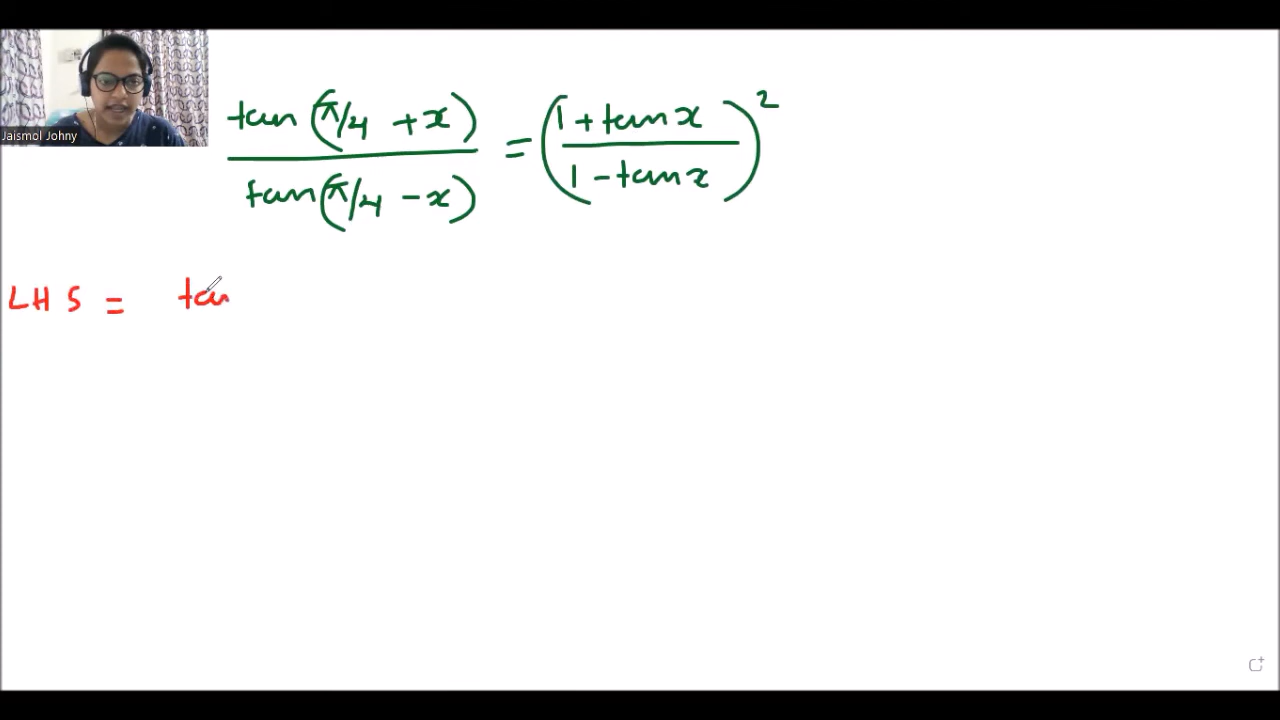 Jaismol Johny
tan (π/4 + x)
tan (π/4 - x)
=
(1 + tan x
1 - tan x)²
LHS = tan